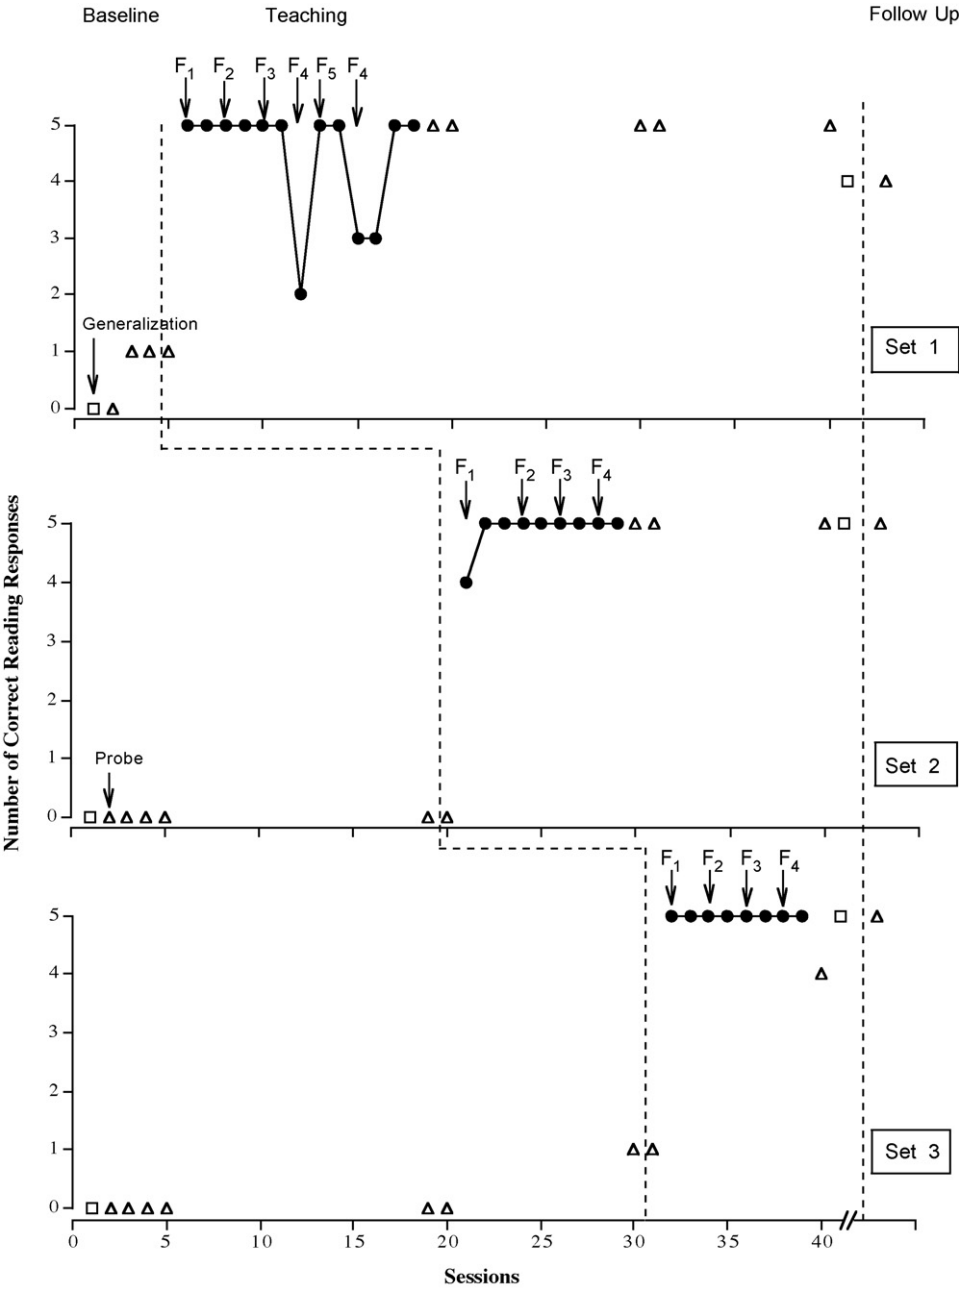 Baseline Teaching Follow Up
F1 F2 F3 F4 F5 F4
5
4
3
2
Generalization
1
Set 1
0
F1 F2 F3 F4
5
4
3
2
1
Probe
Set 2
0
Number of Correct Reading Responses
F1 F2 F3 F4
5
4
3
2
1
Set 3
0
0 5 10 15 20 25 30 35 40
Sessions